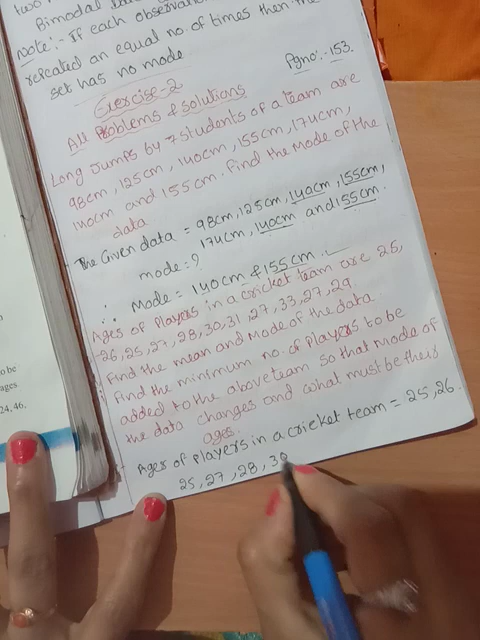 two
Bimodal
Note:- If each observation
repeated an equal no. of times then the
set has no mode
Exercise-2
Pgno:- 153.
All Problems & solutions
Long Jumps by 7 students of a team are
98cm, 125cm, 140cm, 155cm, 174cm,
140cm and 155cm. Find the Mode of the
data
The Given data = 98cm, 125cm, 140cm, 155cm,
174cm, 140cm and 155cm.
mode:?
∴ Mode = 140cm & 155cm.
Ages of Players in a cricket team are 25,
26, 25, 27, 28, 30, 31, 27, 33, 27, 29.
Find the mean and Mode of the data.
Find the minimum no. of players to be
added to the above team so that mode of
the data changes and what must be their
ages.
Ages of Players in a cricket team = 25, 26
25, 27, 28, 30
to be
ages
24, 46.